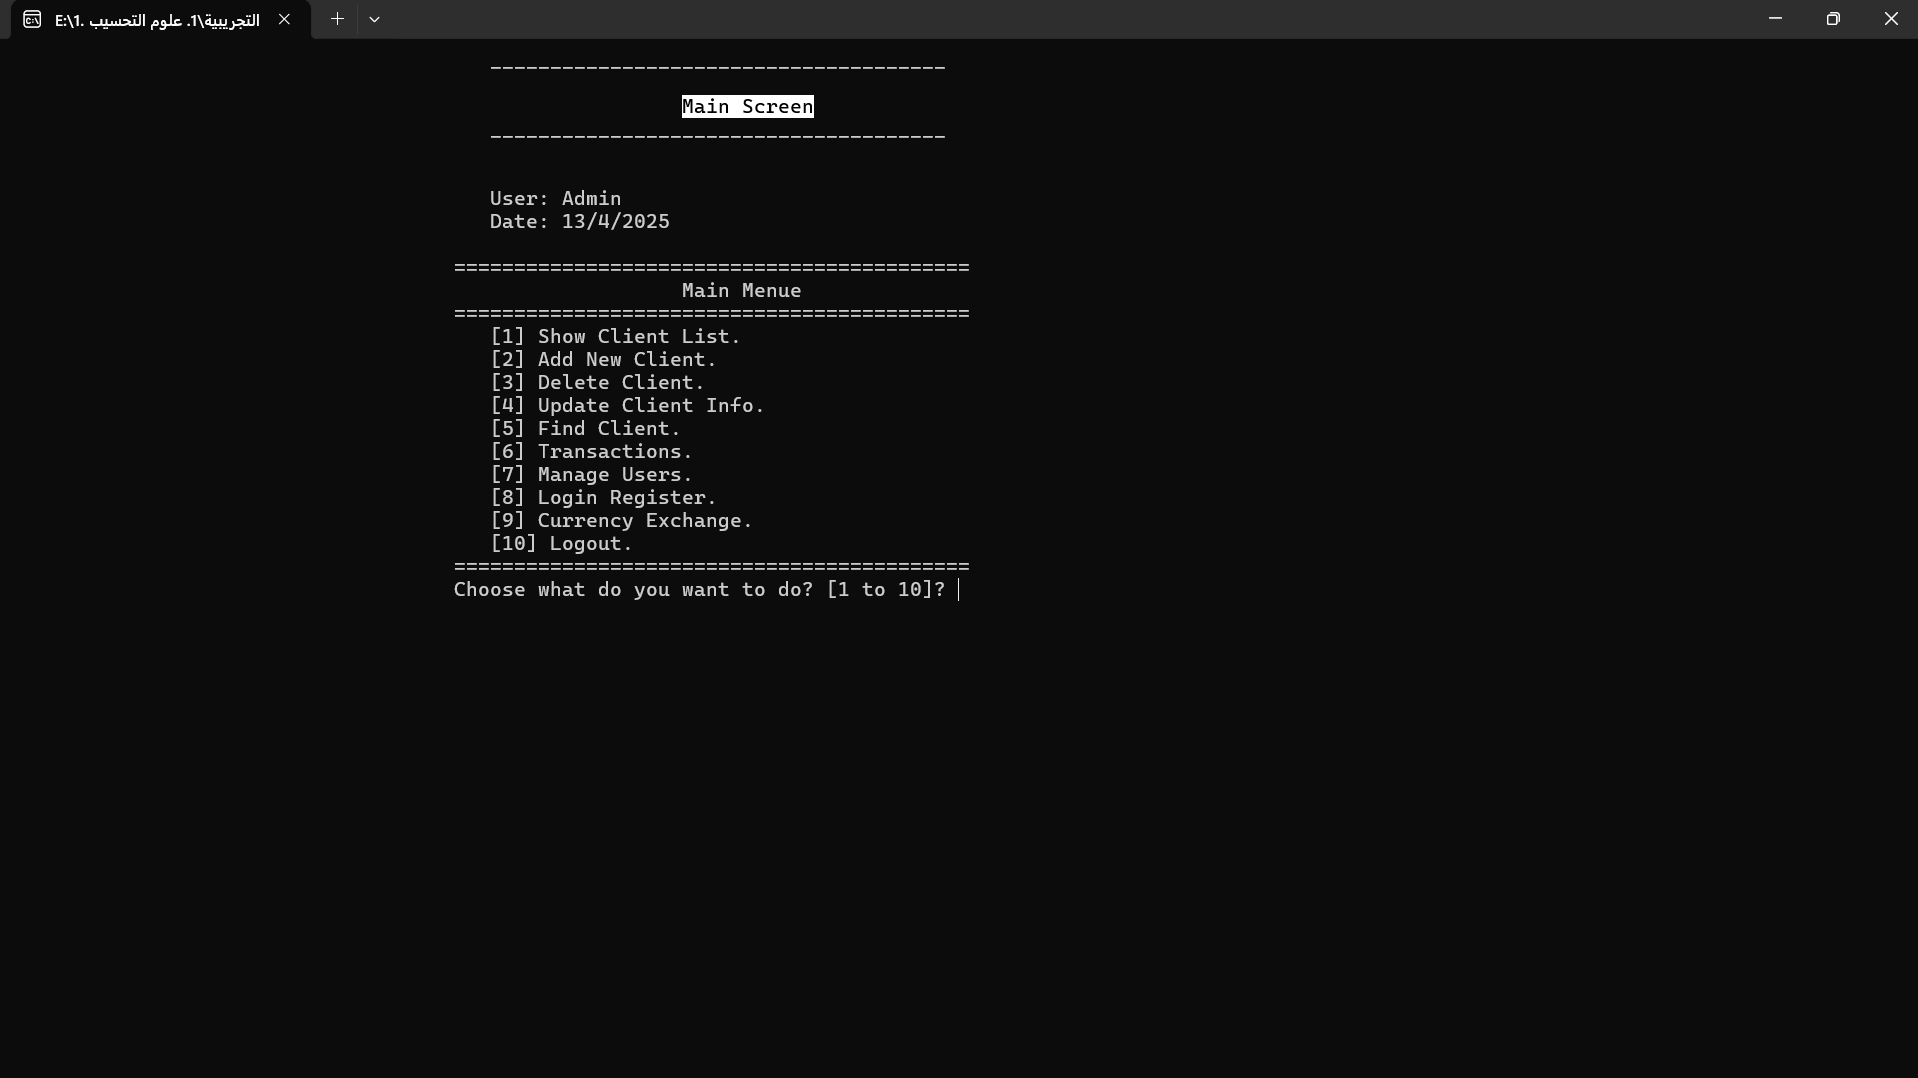 E:\1. علوم التحسيب .1\التجريبية
--------------------------------------
Main Screen
--------------------------------------
User: Admin
Date: 13/4/2025
===========================================
Main Menue
===========================================
[1] Show Client List.
[2] Add New Client.
[3] Delete Client.
[4] Update Client Info.
[5] Find Client.
[6] Transactions.
[7] Manage Users.
[8] Login Register.
[9] Currency Exchange.
[10] Logout.
===========================================
Choose what do you want to do? [1 to 10]?